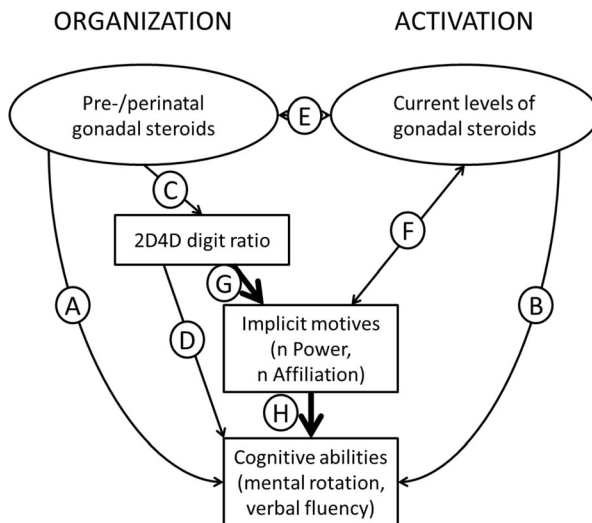 ORGANIZATION
ACTIVATION
Pre-/perinatal
gonadal steroids
E
Current levels of
gonadal steroids
C
2D4D digit ratio
F
G
A
D
Implicit motives
(n Power,
n Affiliation)
B
H
Cognitive abilities
(mental rotation,
verbal fluency)